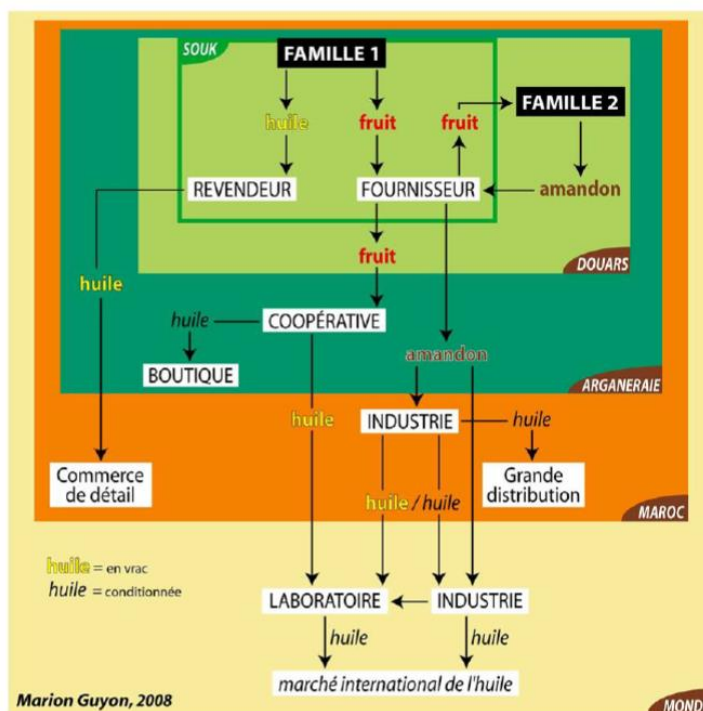 SOUK
FAMILLE 1
FAMILLE 2
huile
fruit
fruit
REVENDEUR
FOURNISSEUR
amandon
fruit
DOUARS
huile
huile
COOPÉRATIVE
amandon
BOUTIQUE
ARGANERAIE
huile
INDUSTRIE
huile
Commerce
de détail
Grande
distribution
huile / huile
MAROC
huile = en vrac
huile = conditionnée
LABORATOIRE
INDUSTRIE
huile
huile
marché international de l'huile
Marion Guyon, 2008
MOND